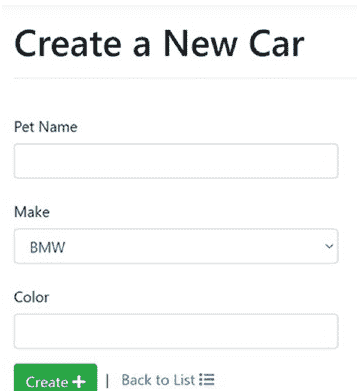 Create a New Car
Pet Name
Make
BMW
Color
Create + | Back to List